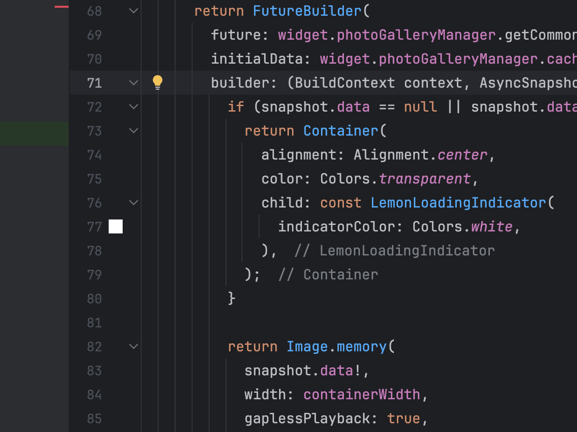 68 return FutureBuilder(
69 future: widget.photoGalleryManager.getCommon
70 initialData: widget.photoGalleryManager.cach
71 builder: (BuildContext context, AsyncSnapsho
72 if (snapshot.data == null || snapshot.data
73 return Container(
74 alignment: Alignment.center,
75 color: Colors.transparent,
76 child: const LemonLoadingIndicator(
77 indicatorColor: Colors.white,
78 ), // LemonLoadingIndicator
79 ); // Container
80 }
81
82 return Image.memory(
83 snapshot.data!,
84 width: containerWidth,
85 gaplessPlayback: true,